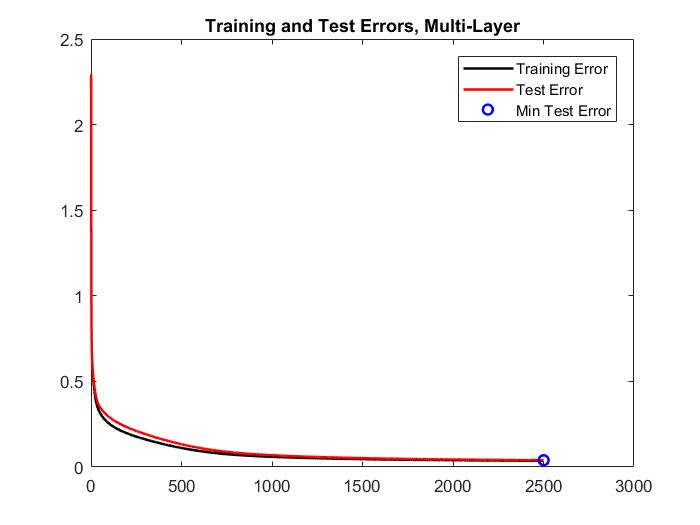 Training and Test Errors, Multi-Layer
2.5
Training Error
Test Error
Min Test Error
2
1.5
1
0.5
0
0 500 1000 1500 2000 2500 3000